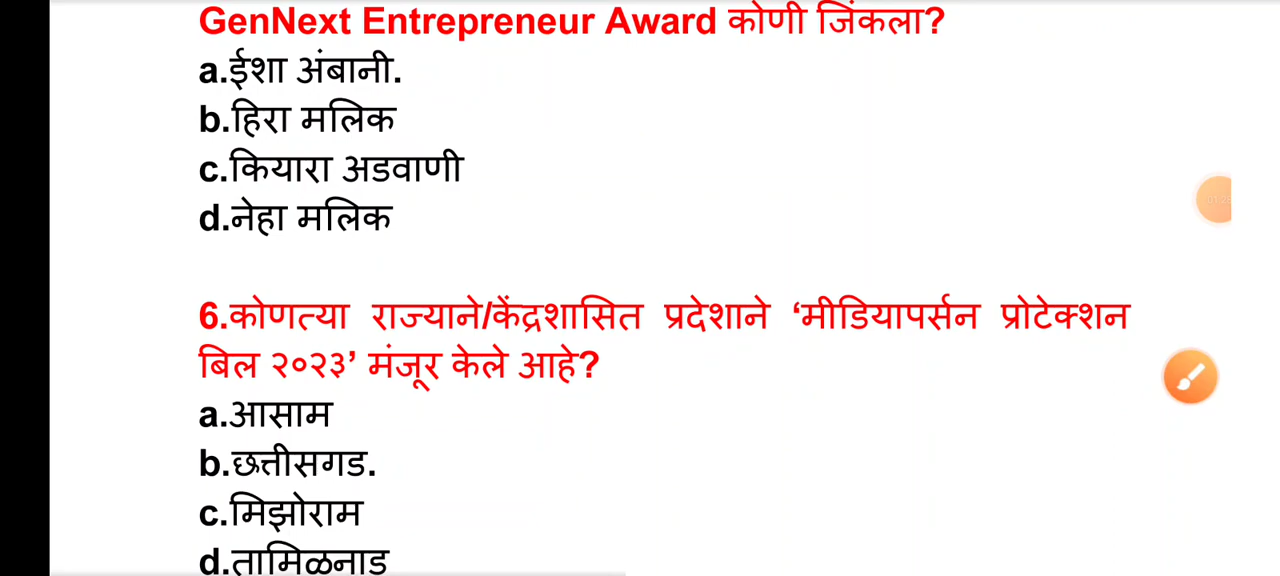 GenNext Entrepreneur Award कोणी जिंकला?
a.ईशा अंबानी.
b.हिरा मलिक
c.कियारा अडवाणी
d.नेहा मलिक
6.कोणत्या राज्याने/केंद्रशासित प्रदेशाने ‘मीडियापर्सन प्रोटेक्शन
बिल २०२३’ मंजूर केले आहे?
a.आसाम
b.छत्तीसगड.
c.मिझोराम
d.तामिळनाडू